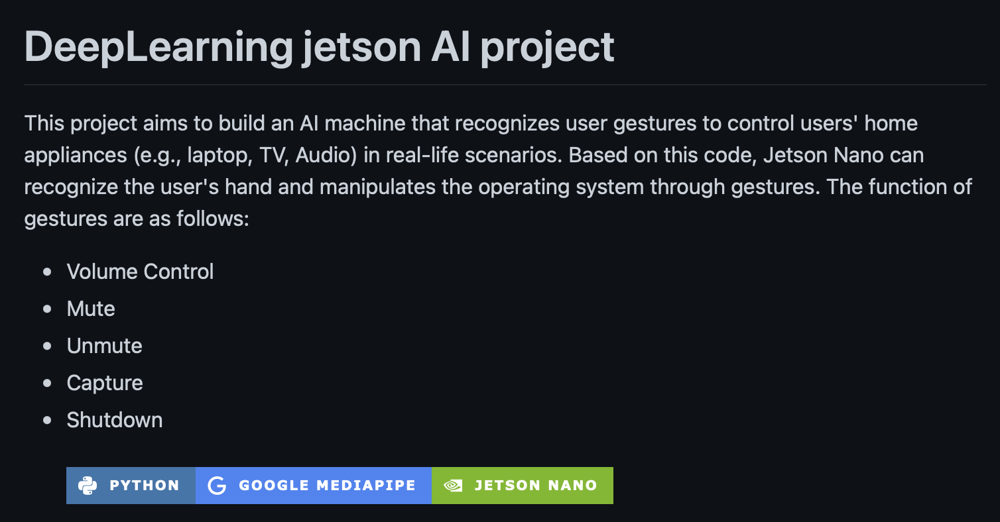 DeepLearning jetson AI project
This project aims to build an AI machine that recognizes user gestures to control users' home
appliances (e.g., laptop, TV, Audio) in real-life scenarios. Based on this code, Jetson Nano can
recognize the user's hand and manipulates the operating system through gestures. The function of
gestures are as follows:
• Volume Control
• Mute
• Unmute
• Capture
• Shutdown
PYTHON GOOGLE MEDIAPIPE JETSON NANO